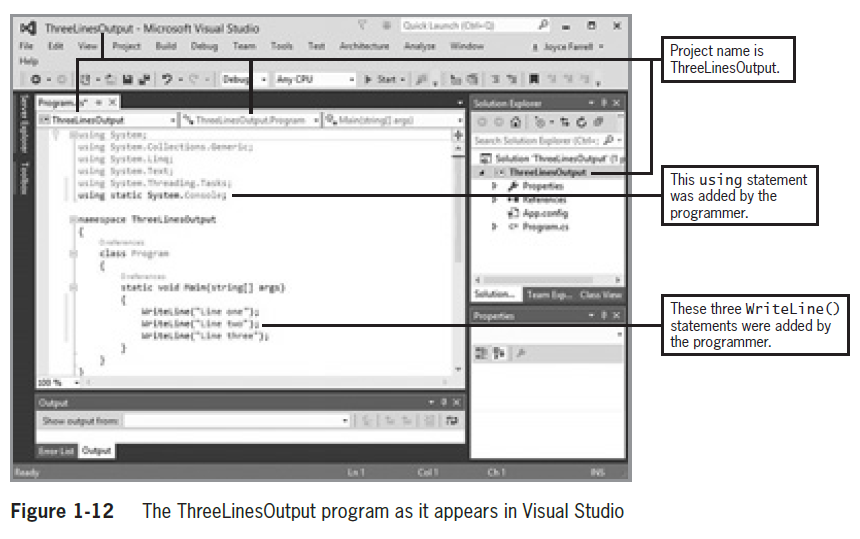 ThreeLinesOutput - Microsoft Visual Studio
Quick Launch (Ctrl+Q)
File Edit View Project Build Debug Team Tools Test Architecture Analyze Window
Joyce Farrell
Help
Debug Any CPU Start
Project name is
ThreeLinesOutput.
Server Explorer
Toolbox
Program.cs*
ThreeLinesOutput
ThreeLinesOutput.Program
Main(string[] args)
using System;
using System.Collections.Generic;
using System.Linq;
using System.Text;
using System.Threading.Tasks;
using static System.Console;
namespace ThreeLinesOutput
{
0 references
class Program
{
0 references
static void Main(string[] args)
{
WriteLine("Line one");
WriteLine("Line two");
WriteLine("Line three");
}
}
}
100 %
Solution Explorer
Search Solution Explorer (Ctrl+;
Solution 'ThreeLinesOutput' (1 p
ThreeLinesOutput
Properties
References
App.config
Program.cs
Solution... Team Exp... Class View
Properties
This using statement
was added by the
programmer.
These three WriteLine()
statements were added by
the programmer.
Output
Show output from:
Error List Output
Ready Ln 1 Col 1 Ch 1 INS
Figure 1-12 The ThreeLinesOutput program as it appears in Visual Studio